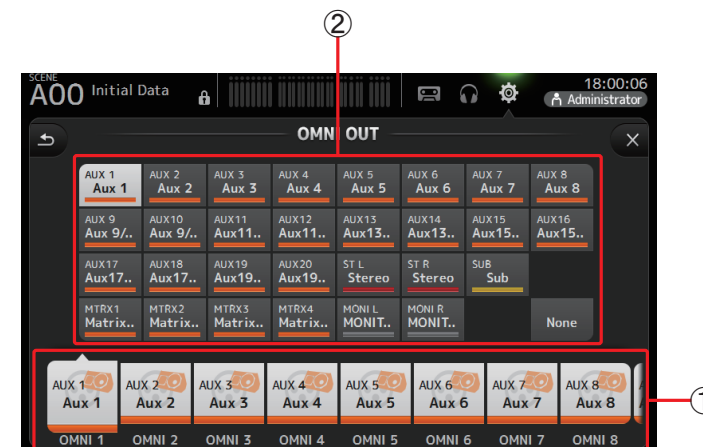 ②
SCENE
A00 Initial Data
18:00:06
Administrator
OMNI OUT
AUX 1 AUX 2 AUX 3 AUX 4 AUX 5 AUX 6 AUX 7 AUX 8
Aux 1 Aux 2 Aux 3 Aux 4 Aux 5 Aux 6 Aux 7 Aux 8
AUX 9 AUX10 AUX11 AUX12 AUX13 AUX14 AUX15 AUX16
Aux 9/.. Aux 9/.. Aux11.. Aux11.. Aux13.. Aux13.. Aux15.. Aux15..
AUX17 AUX18 AUX19 AUX20 ST L ST R SUB
Aux17.. Aux17.. Aux19.. Aux19.. Stereo Stereo Sub
MTRX1 MTRX2 MTRX3 MTRX4 MONI L MONI R
Matrix.. Matrix.. Matrix.. Matrix.. MONIT.. MONIT.. None
AUX 1 AUX 2 AUX 3 AUX 4 AUX 5 AUX 6 AUX 7 AUX 8
Aux 1 Aux 2 Aux 3 Aux 4 Aux 5 Aux 6 Aux 7 Aux 8
OMNI 1 OMNI 2 OMNI 3 OMNI 4 OMNI 5 OMNI 6 OMNI 7 OMNI 8